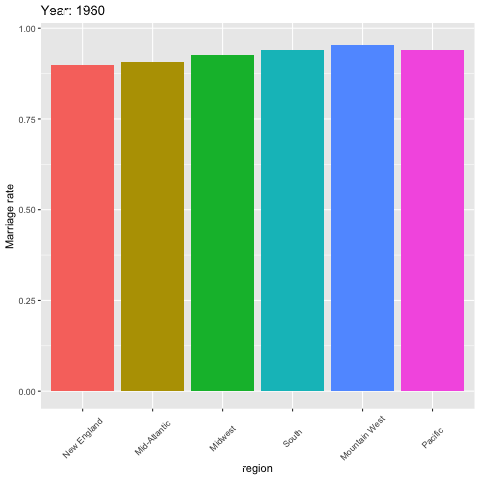 Year: 1960
1.00
0.75
0.50
0.25
0.00
Marriage rate
New England
Mid-Atlantic
Midwest
South
Mountain West
Pacific
region